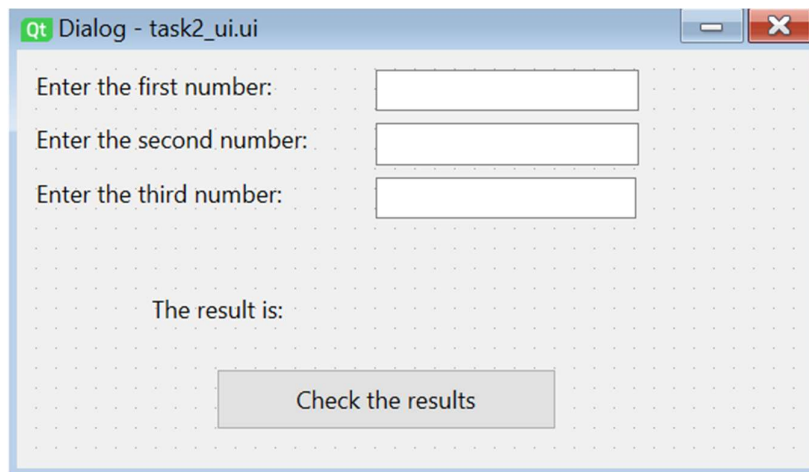 Qt Dialog - task2_ui.ui
Enter the first number:
Enter the second number:
Enter the third number:
The result is:
Check the results